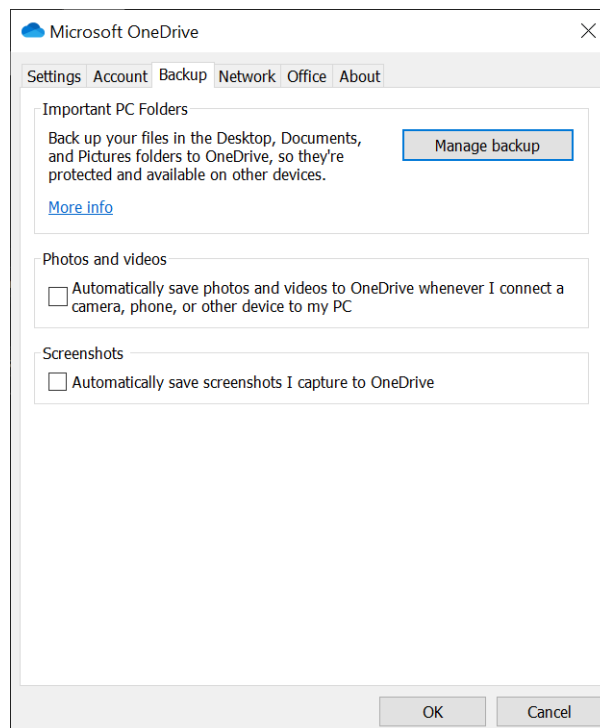 Microsoft OneDrive
Settings Account Backup Network Office About
Important PC Folders
Back up your files in the Desktop, Documents,
and Pictures folders to OneDrive, so they're
protected and available on other devices.
Manage backup
More info
Photos and videos
Automatically save photos and videos to OneDrive whenever I connect a
camera, phone, or other device to my PC
Screenshots
Automatically save screenshots I capture to OneDrive
OK Cancel